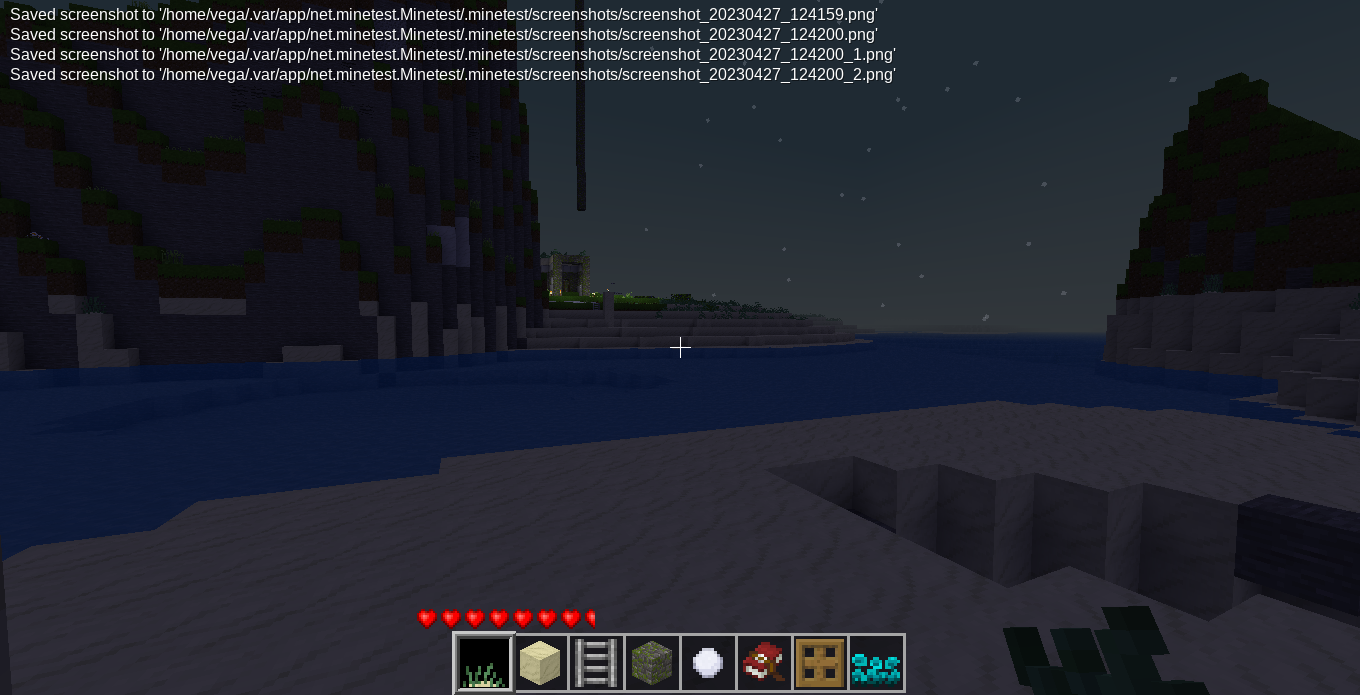 Saved screenshot to '/home/vega/.var/app/net.minetest.Minetest/.minetest/screenshots/screenshot_20230427_124159.png'
Saved screenshot to '/home/vega/.var/app/net.minetest.Minetest/.minetest/screenshots/screenshot_20230427_124200.png'
Saved screenshot to '/home/vega/.var/app/net.minetest.Minetest/.minetest/screenshots/screenshot_20230427_124200_1.png'
Saved screenshot to '/home/vega/.var/app/net.minetest.Minetest/.minetest/screenshots/screenshot_20230427_124200_2.png'